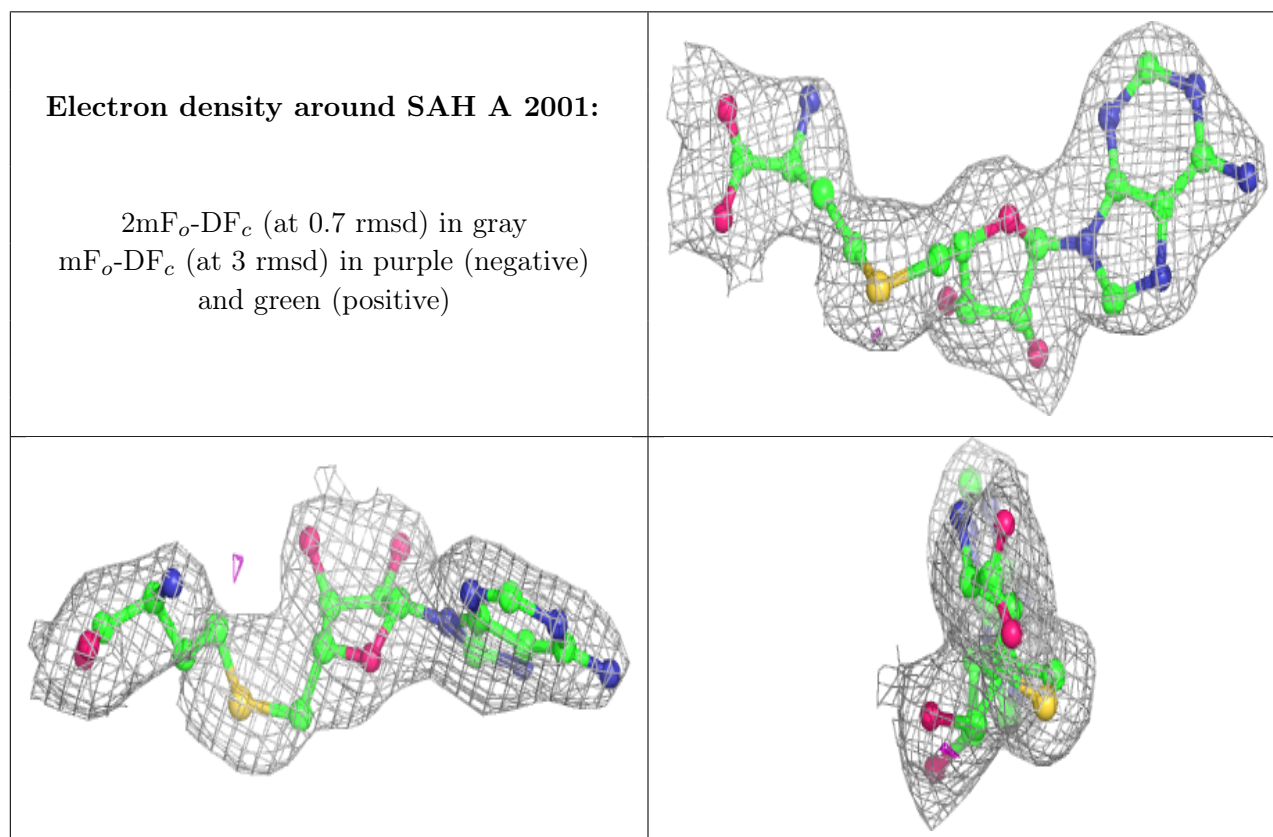 Electron density around SAH A 2001:
2mFo-DFc (at 0.7 rmsd) in gray
mFo-DFc (at 3 rmsd) in purple (negative)
and green (positive)